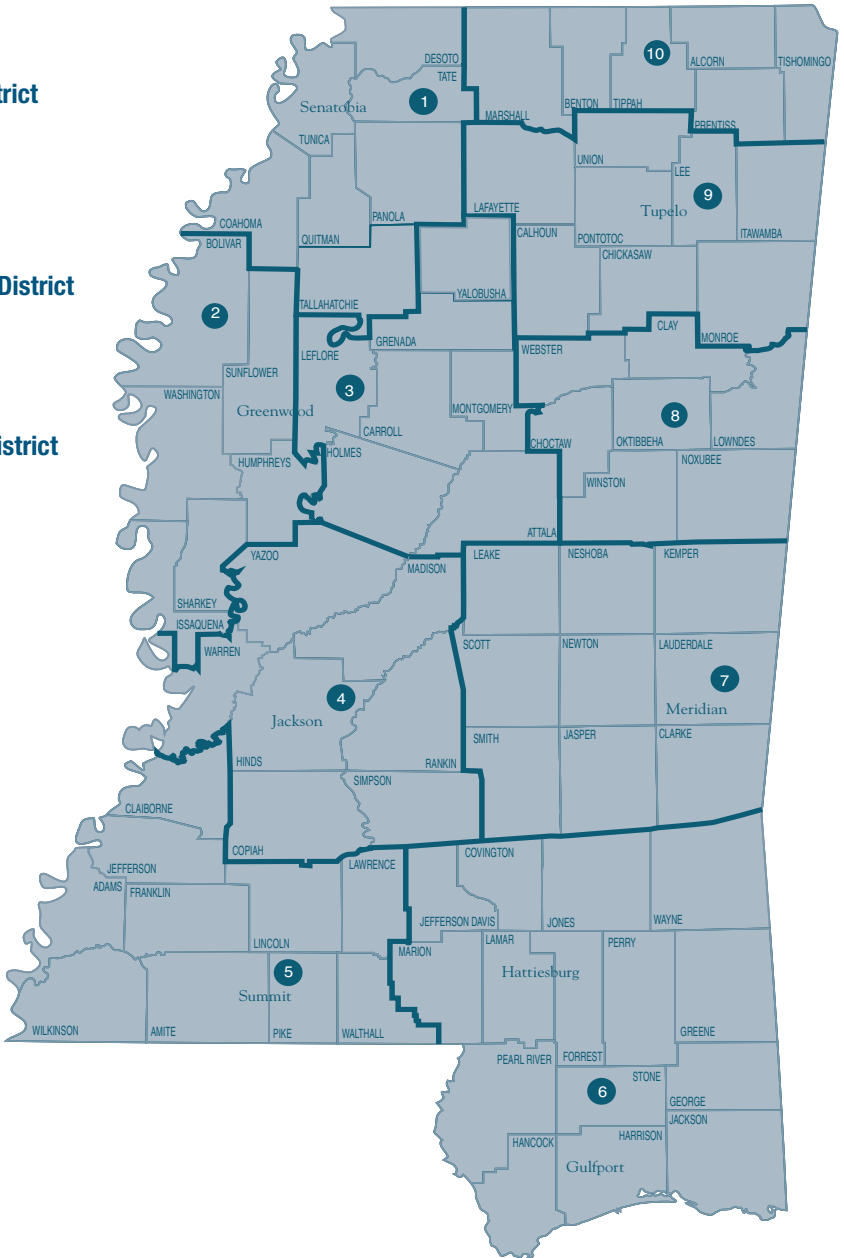 DESOTO
10
ALCORN
TISHOMINGO
TATE
trict
1
Senatobia
BENTON
TIPPAH
MARSHALL
PRENTISS
TUNICA
UNION
LEE
9
LAFAYETTE
Tupelo
PANOLA
COAHOMA
CALHOUN
ITAWAMBA
BOLIVAR
QUITMAN
PONTOTOC
CHICKASAW
District
YALOBUSHA
TALLAHATCHIE
2
CLAY
MONROE
GRENADA
WEBSTER
LEFLORE
SUNFLOWER
3
WASHINGTON
Greenwood
MONTGOMERY
8
CARROLL
CHOCTAW
OKTIBBEHA
LOWNDES
istrict
HOLMES
HUMPHREYS
NOXUBEE
WINSTON
ATTALA
YAZOO
LEAKE
NESHOBA
KEMPER
MADISON
SHARKEY
ISSAQUENA
SCOTT
NEWTON
LAUDERDALE
WARREN
7
4
Meridian
Jackson
SMITH
JASPER
CLARKE
HINDS
RANKIN
SIMPSON
CLAIBORNE
COPIAH
COVINGTON
LAWRENCE
JEFFERSON
ADAMS
FRANKLIN
JEFFERSON DAVIS
JONES
WAYNE
LINCOLN
LAMAR
PERRY
MARION
5
Hattiesburg
Summit
WILKINSON
AMITE
PIKE
WALTHALL
GREENE
PEARL RIVER
FORREST
STONE
6
GEORGE
JACKSON
HANCOCK
HARRISON
Gulfport